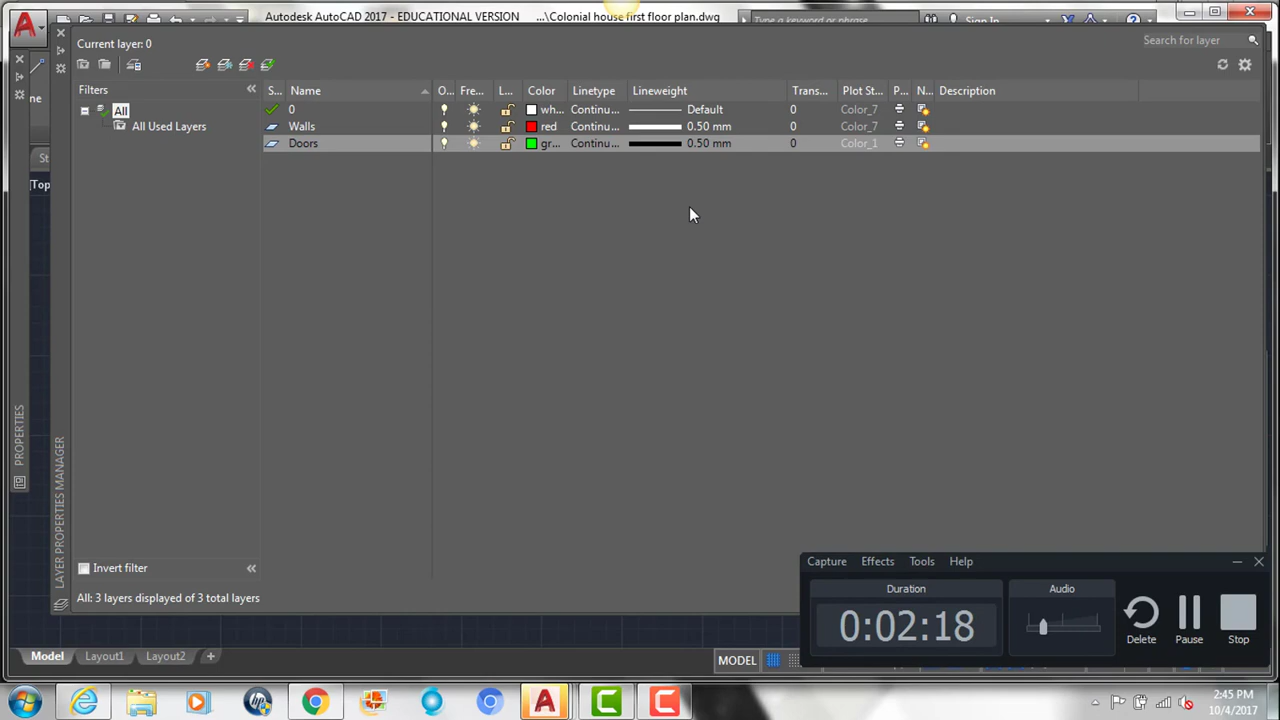 Autodesk AutoCAD 2017 - EDUCATIONAL VERSION ...\Colonial house first floor plan.dwg
Type a keyword or phrase
Sign In
Current layer: 0
Search for layer
Filters
All
All Used Layers
S... Name O.. Fre... L... Color Linetype Lineweight Trans... Plot St... P... N.. Description
0 wh... Continu... Default 0 Color_7
Walls red Continu... 0.50 mm 0 Color_7
Doors gr... Continu... 0.50 mm 0 Color_1
[Top
PROPERTIES
LAYER PROPERTIES MANAGER
Invert filter
All: 3 layers displayed of 3 total layers
Model Layout1 Layout2 +
MODEL
Capture Effects Tools Help
Duration Audio
0:02:18
Delete Pause Stop
2:45 PM
10/4/2017